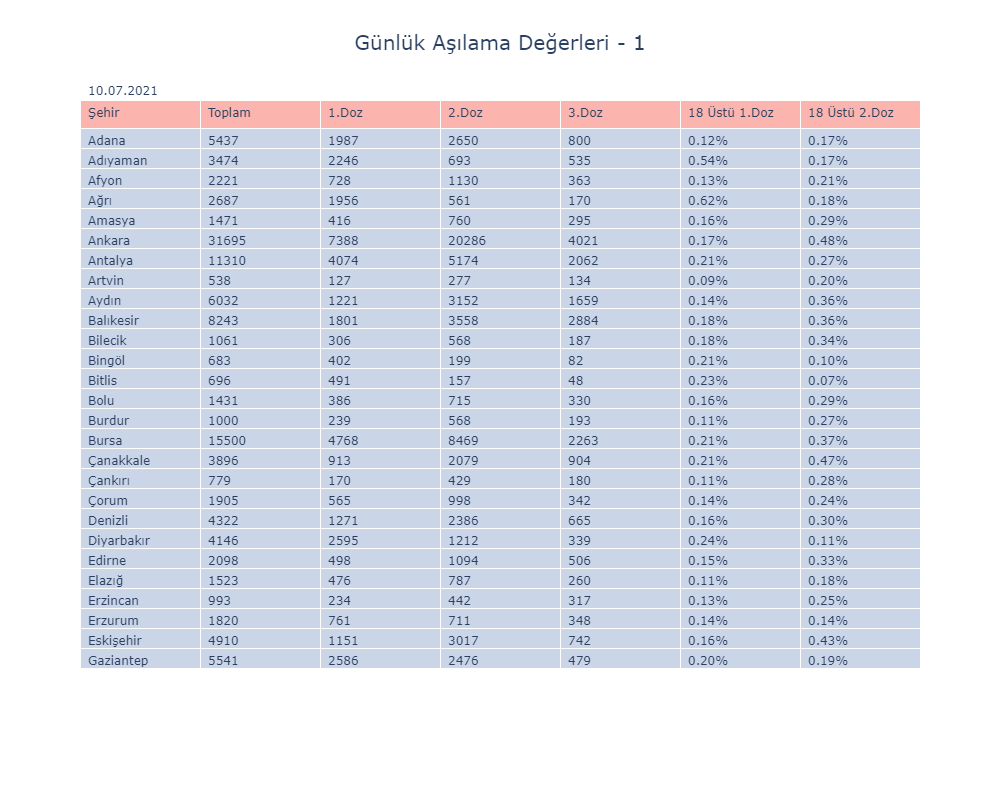 Günlük Aşılama Değerleri - 1
10.07.2021
Şehir Toplam 1.Doz 2.Doz 3.Doz 18 Üstü 1.Doz 18 Üstü 2.Doz
Adana 5437 1987 2650 800 0.12% 0.17%
Adıyaman 3474 2246 693 535 0.54% 0.17%
Afyon 2221 728 1130 363 0.13% 0.21%
Ağrı 2687 1956 561 170 0.62% 0.18%
Amasya 1471 416 760 295 0.16% 0.29%
Ankara 31695 7388 20286 4021 0.17% 0.48%
Antalya 11310 4074 5174 2062 0.21% 0.27%
Artvin 538 127 277 134 0.09% 0.20%
Aydın 6032 1221 3152 1659 0.14% 0.36%
Balıkesir 8243 1801 3558 2884 0.18% 0.36%
Bilecik 1061 306 568 187 0.18% 0.34%
Bingöl 683 402 199 82 0.21% 0.10%
Bitlis 696 491 157 48 0.23% 0.07%
Bolu 1431 386 715 330 0.16% 0.29%
Burdur 1000 239 568 193 0.11% 0.27%
Bursa 15500 4768 8469 2263 0.21% 0.37%
Çanakkale 3896 913 2079 904 0.21% 0.47%
Çankırı 779 170 429 180 0.11% 0.28%
Çorum 1905 565 998 342 0.14% 0.24%
Denizli 4322 1271 2386 665 0.16% 0.30%
Diyarbakır 4146 2595 1212 339 0.24% 0.11%
Edirne 2098 498 1094 506 0.15% 0.33%
Elazığ 1523 476 787 260 0.11% 0.18%
Erzincan 993 234 442 317 0.13% 0.25%
Erzurum 1820 761 711 348 0.14% 0.14%
Eskişehir 4910 1151 3017 742 0.16% 0.43%
Gaziantep 5541 2586 2476 479 0.20% 0.19%